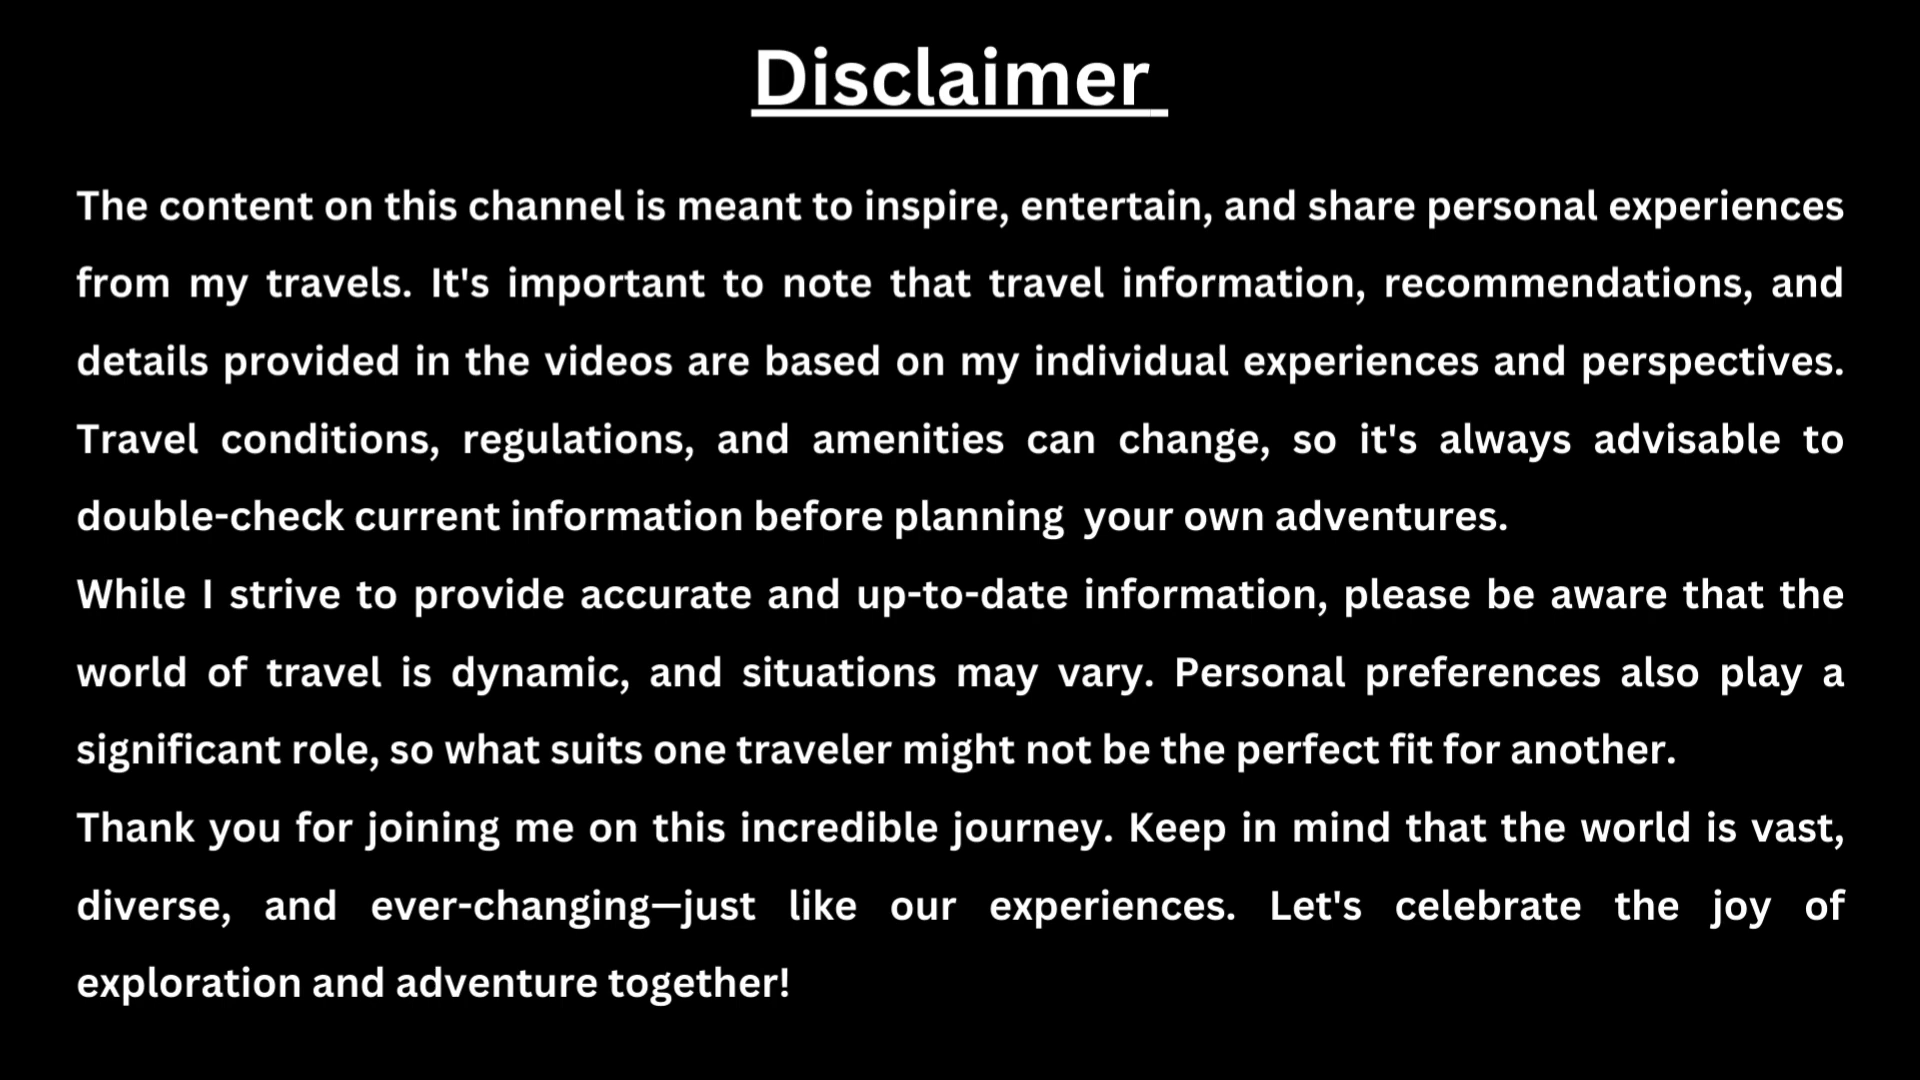 Disclaimer
The content on this channel is meant to inspire, entertain, and share personal experiences
from my travels. It's important to note that travel information, recommendations, and
details provided in the videos are based on my individual experiences and perspectives.
Travel conditions, regulations, and amenities can change, so it's always advisable to
double-check current information before planning  your own adventures.
While I strive to provide accurate and up-to-date information, please be aware that the
world of travel is dynamic, and situations may vary. Personal preferences also play a
significant role, so what suits one traveler might not be the perfect fit for another.
Thank you for joining me on this incredible journey. Keep in mind that the world is vast,
diverse, and ever-changing—just like our experiences. Let's celebrate the joy of
exploration and adventure together!